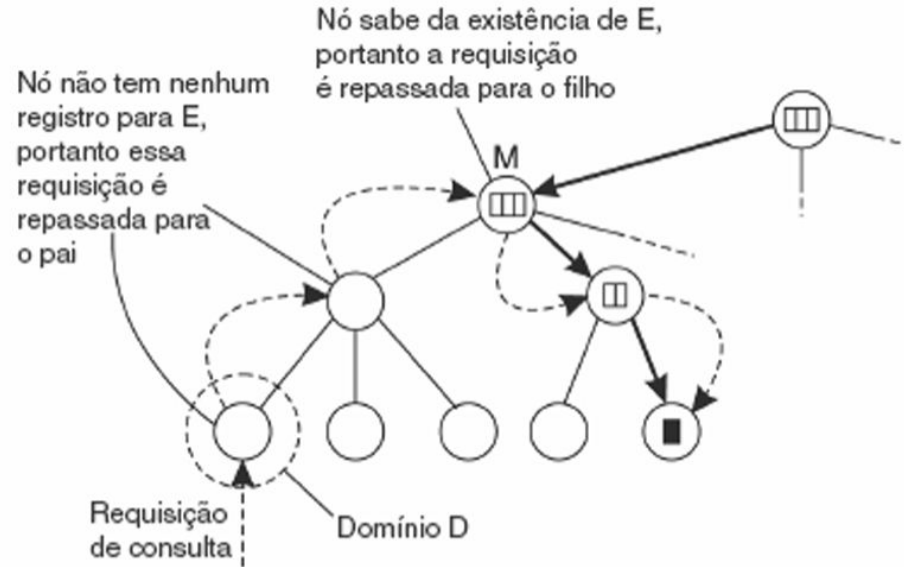 Nó sabe da existência de E,
portanto a requisição
é repassada para o filho
Nó não tem nenhum
registro para E,
portanto essa
requisição é
repassada para
o pai
M
Requisição
de consulta
Domínio D